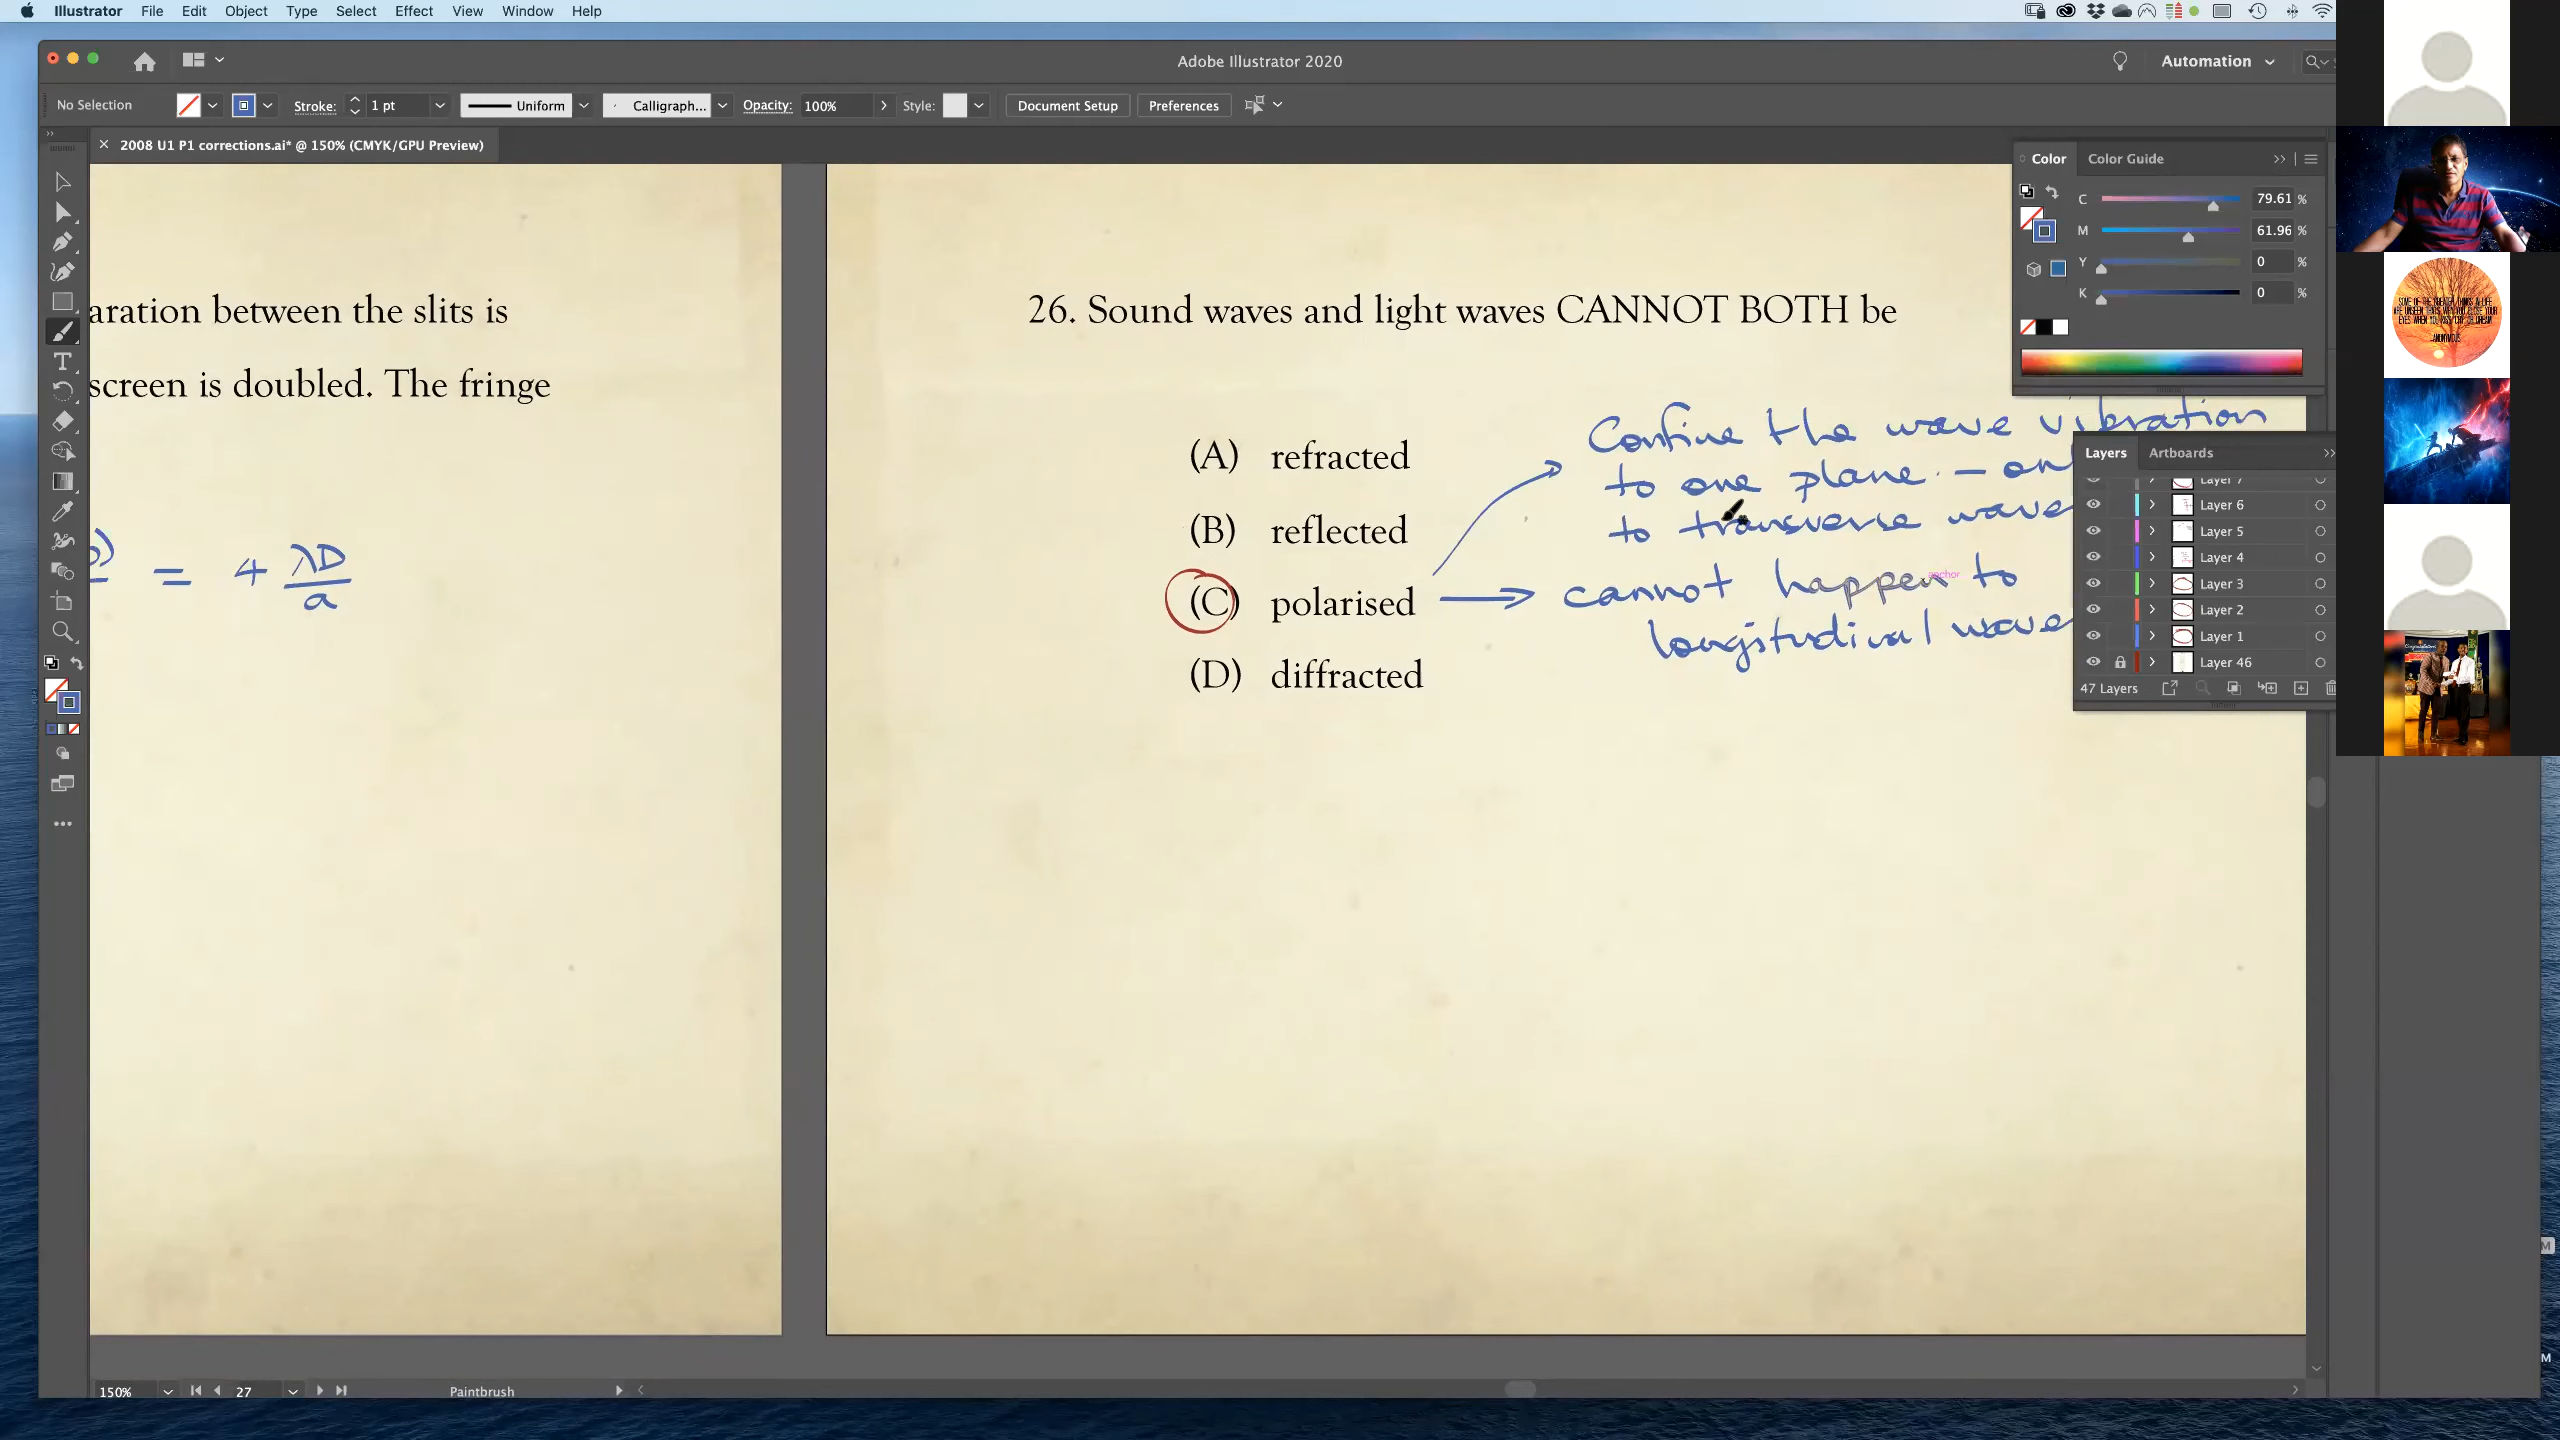 Illustrator File Edit Object Type Select Effect View Window Help
Adobe Illustrator 2020
Automation
No Selection
Stroke:
1 pt
Uniform
Calligraph...
Opacity:
100%
Style:
Document Setup
Preferences
2008 U1 P1 corrections.ai* @ 150% (CMYK/GPU Preview)
aration between the slits is
screen is doubled. The fringe
= 4 λD
a
26. Sound waves and light waves CANNOT BOTH be
(A) refracted
(B) reflected
(C) polarised
(D) diffracted
Confine the wave vibration
to one plane - on
to transverse wave
cannot happen to
longitudinal wave
anchor
Color
Color Guide
C 79.61 %
M 61.96 %
Y 0 %
K 0 %
Layers
Artboards
Layer 7
Layer 6
Layer 5
Layer 4
Layer 3
Layer 2
Layer 1
Layer 46
47 Layers
150%
27
Paintbrush